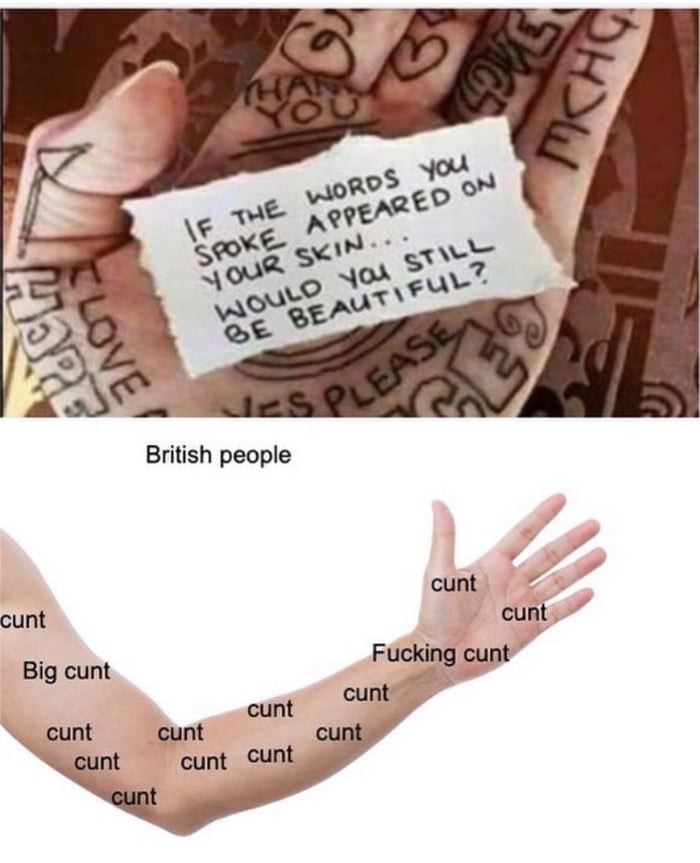 THANK
YOU
IF THE WORDS YOU
SPOKE APPEARED ON
YOUR SKIN...
WOULD YOU STILL
BE BEAUTIFUL?
LOVE
YES PLEASE
British people
cunt
cunt
cunt
Fucking cunt
Big cunt
cunt
cunt
cunt
cunt
cunt
cunt
cunt
cunt
cunt